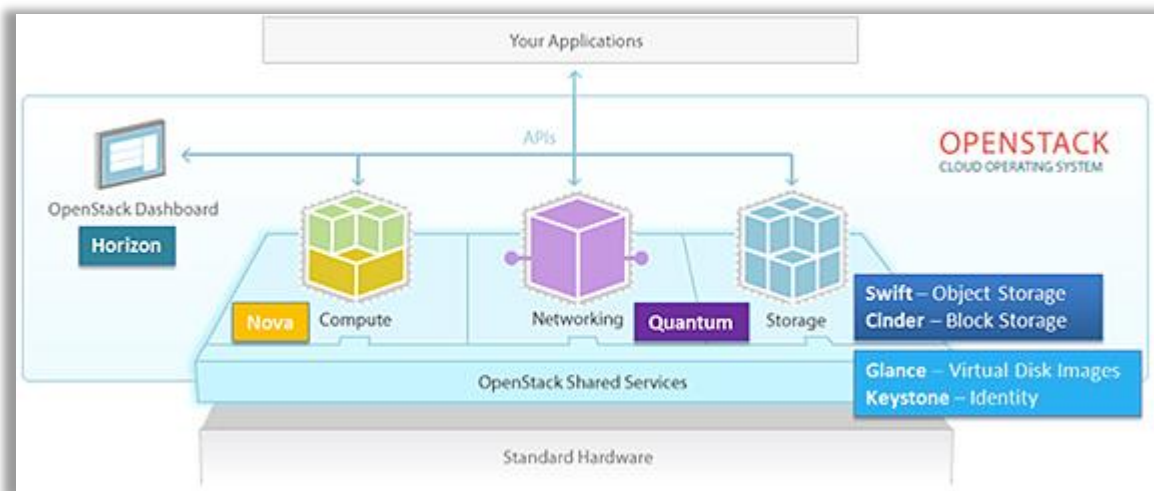 Your Applications
APIs
OPENSTACK
CLOUD OPERATING SYSTEM
OpenStack Dashboard
Horizon
Nova
Compute
Networking
Quantum
Storage
Swift – Object Storage
Cinder – Block Storage
OpenStack Shared Services
Glance – Virtual Disk Images
Keystone – Identity
Standard Hardware